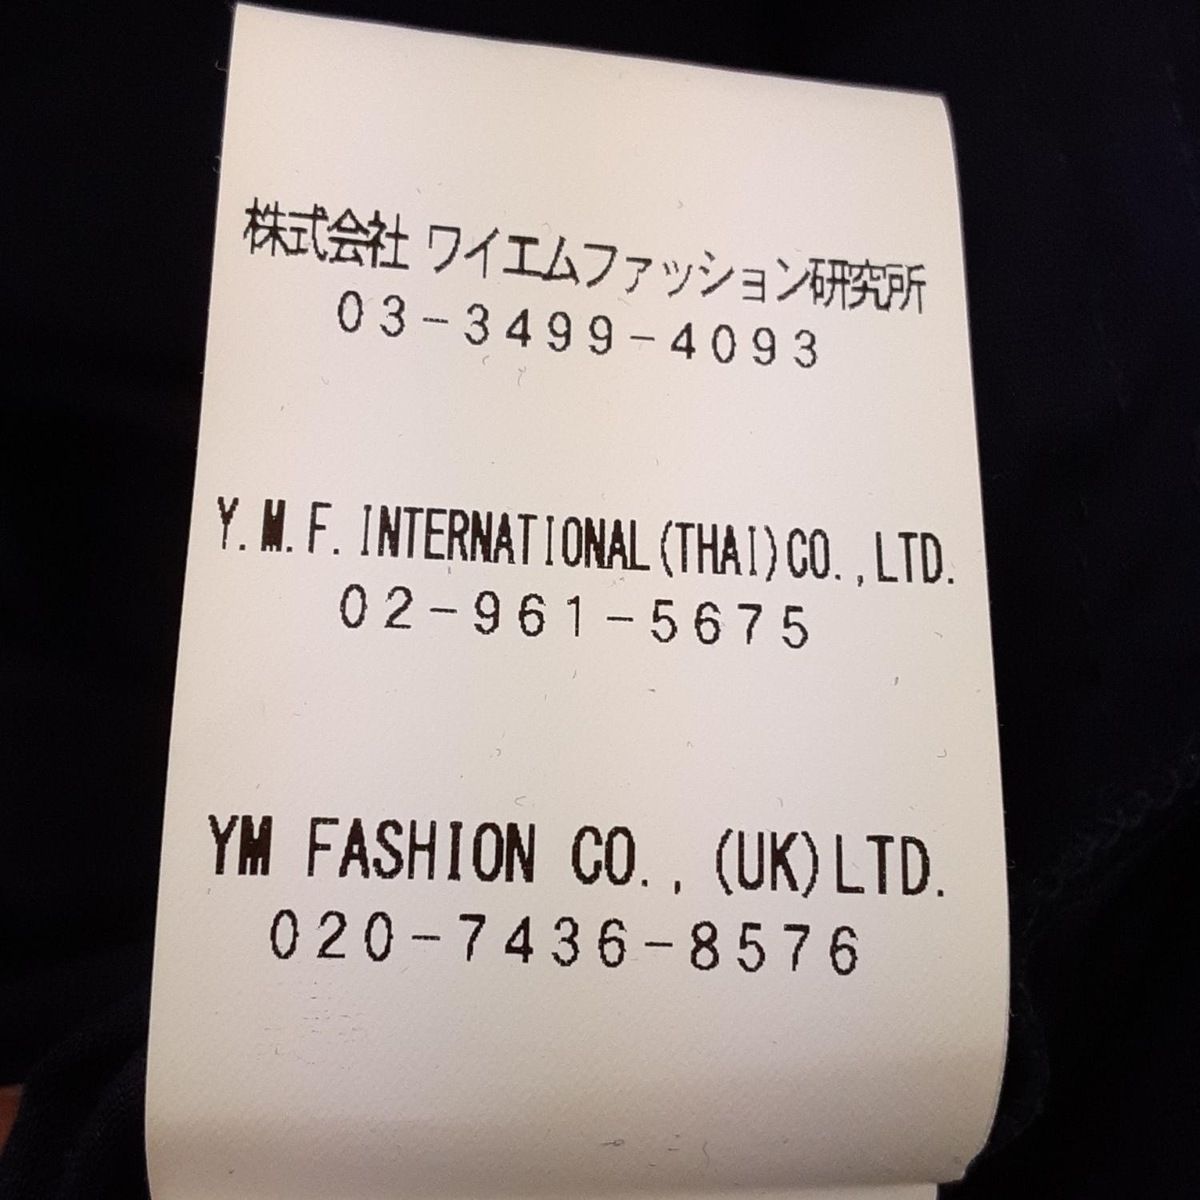 株式会社 ワイエムファッション研究所
03-3499-4093
Y.M.F.INTERNATIONAL(THAI)CO.,LTD.
02-961-5675
YM FASHION CO.,(UK)LTD.
020-7436-8576